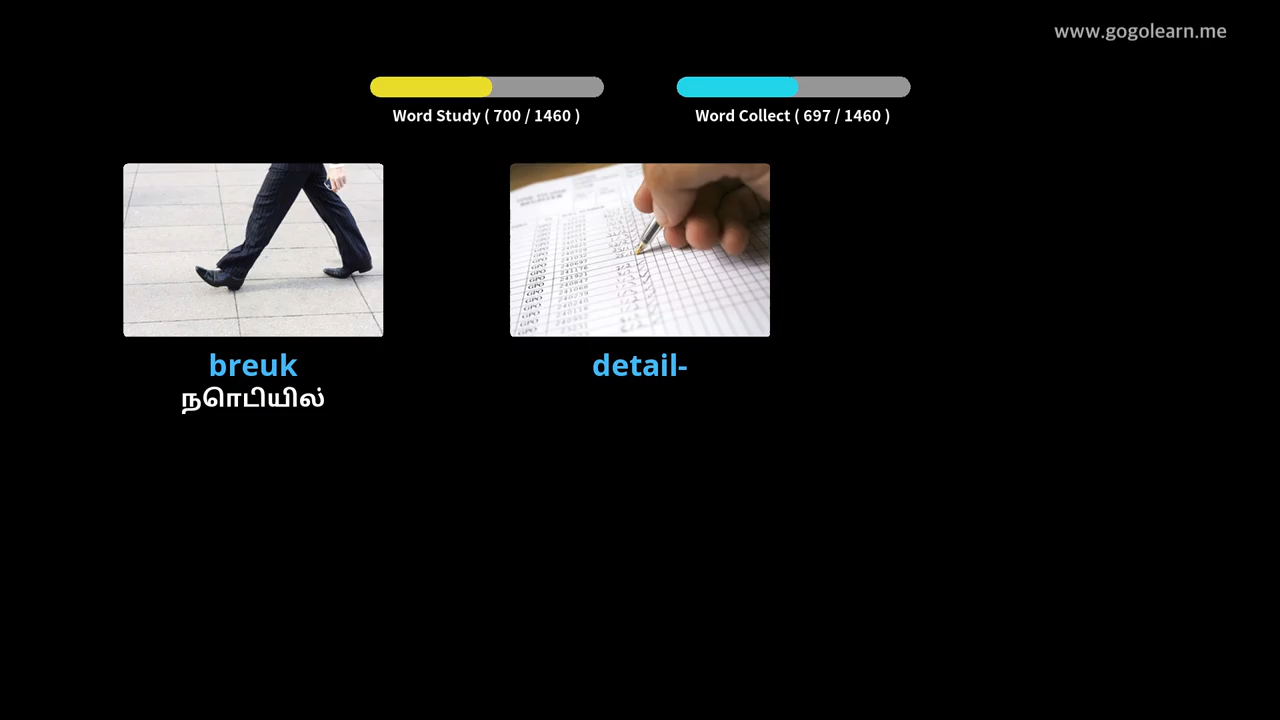 www.gogolearn.me
Word Study ( 700 / 1460 )
Word Collect ( 697 / 1460 )
breuk
நொடியில்
detail-